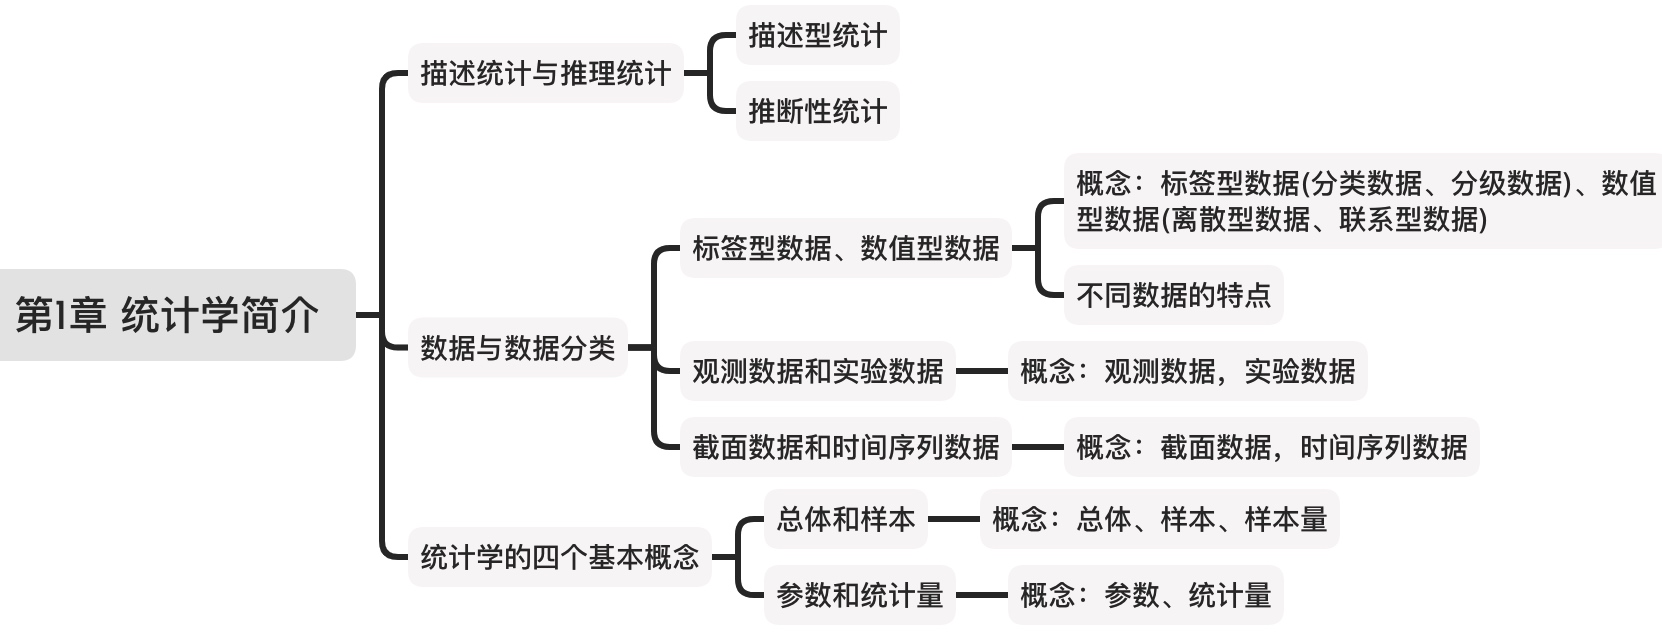 第1章 统计学简介
描述统计与推理统计
描述型统计
推断性统计
数据与数据分类
标签型数据、数值型数据
概念：标签型数据(分类数据、分级数据)、数值
型数据(离散型数据、联系型数据)
不同数据的特点
观测数据和实验数据
概念：观测数据，实验数据
截面数据和时间序列数据
概念：截面数据，时间序列数据
统计学的四个基本概念
总体和样本
概念：总体、样本、样本量
参数和统计量
概念：参数、统计量